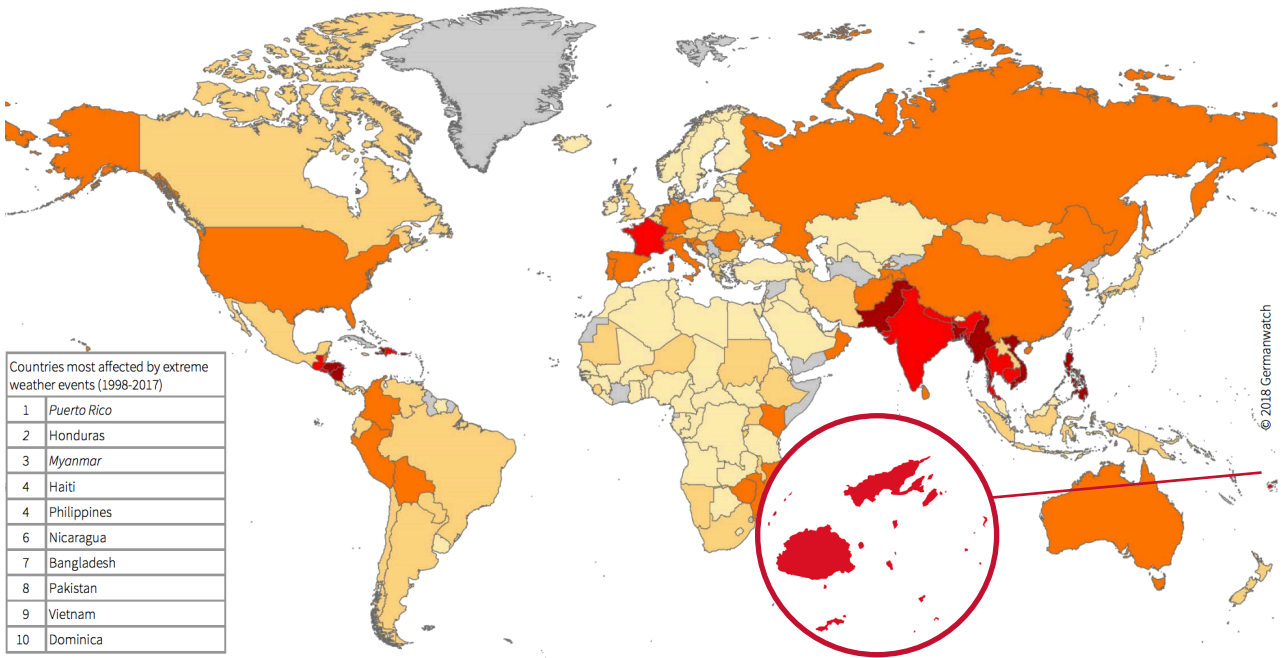 Countries most affected by extreme
weather events (1998-2017)
1 Puerto Rico
2 Honduras
3 Myanmar
4 Haiti
4 Philippines
6 Nicaragua
7 Bangladesh
8 Pakistan
9 Vietnam
10 Dominica
© 2018 Germanwatch